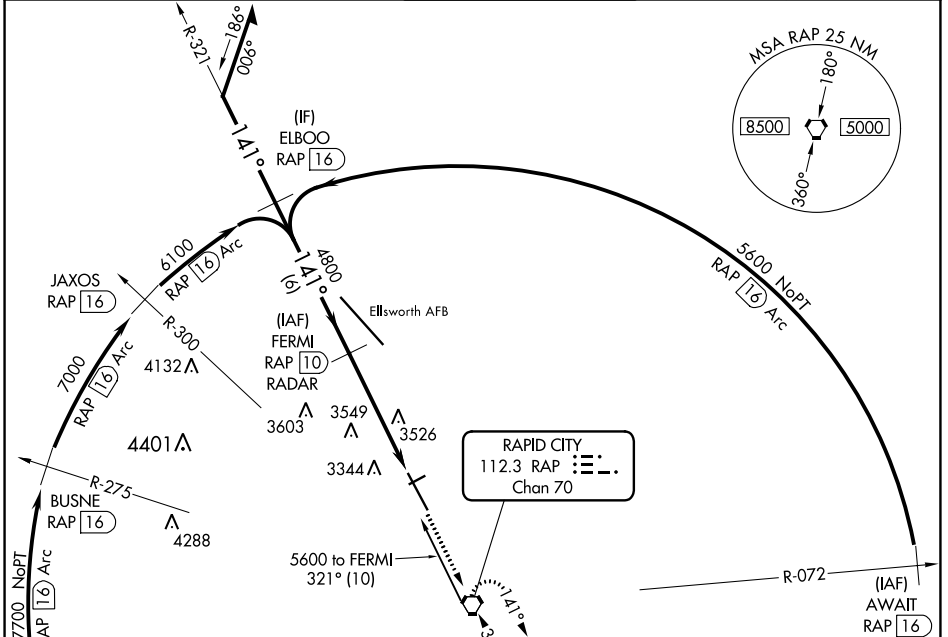 R-321
186°
006°
141°
(IF)
ELBOO
RAP 16
MSA RAP 25 NM
180°
8500
5000
360°
6100
RAP 16 Arc
4800
141°
(6)
5600 NoPT
RAP 16 Arc
JAXOS
RAP 16
R-300
Ellsworth AFB
(IAF)
FERMI
RAP 10
RADAR
7000
RAP 16 Arc
4132
3603
3549
3526
4401
3344
RAPID CITY
112.3 RAP
Chan 70
R-275
BUSNE
RAP 16
4288
5600 to FERMI
321° (10)
R-072
(IAF)
AWAIT
RAP 16
7700 NoPT
AP 16 Arc
141°
3